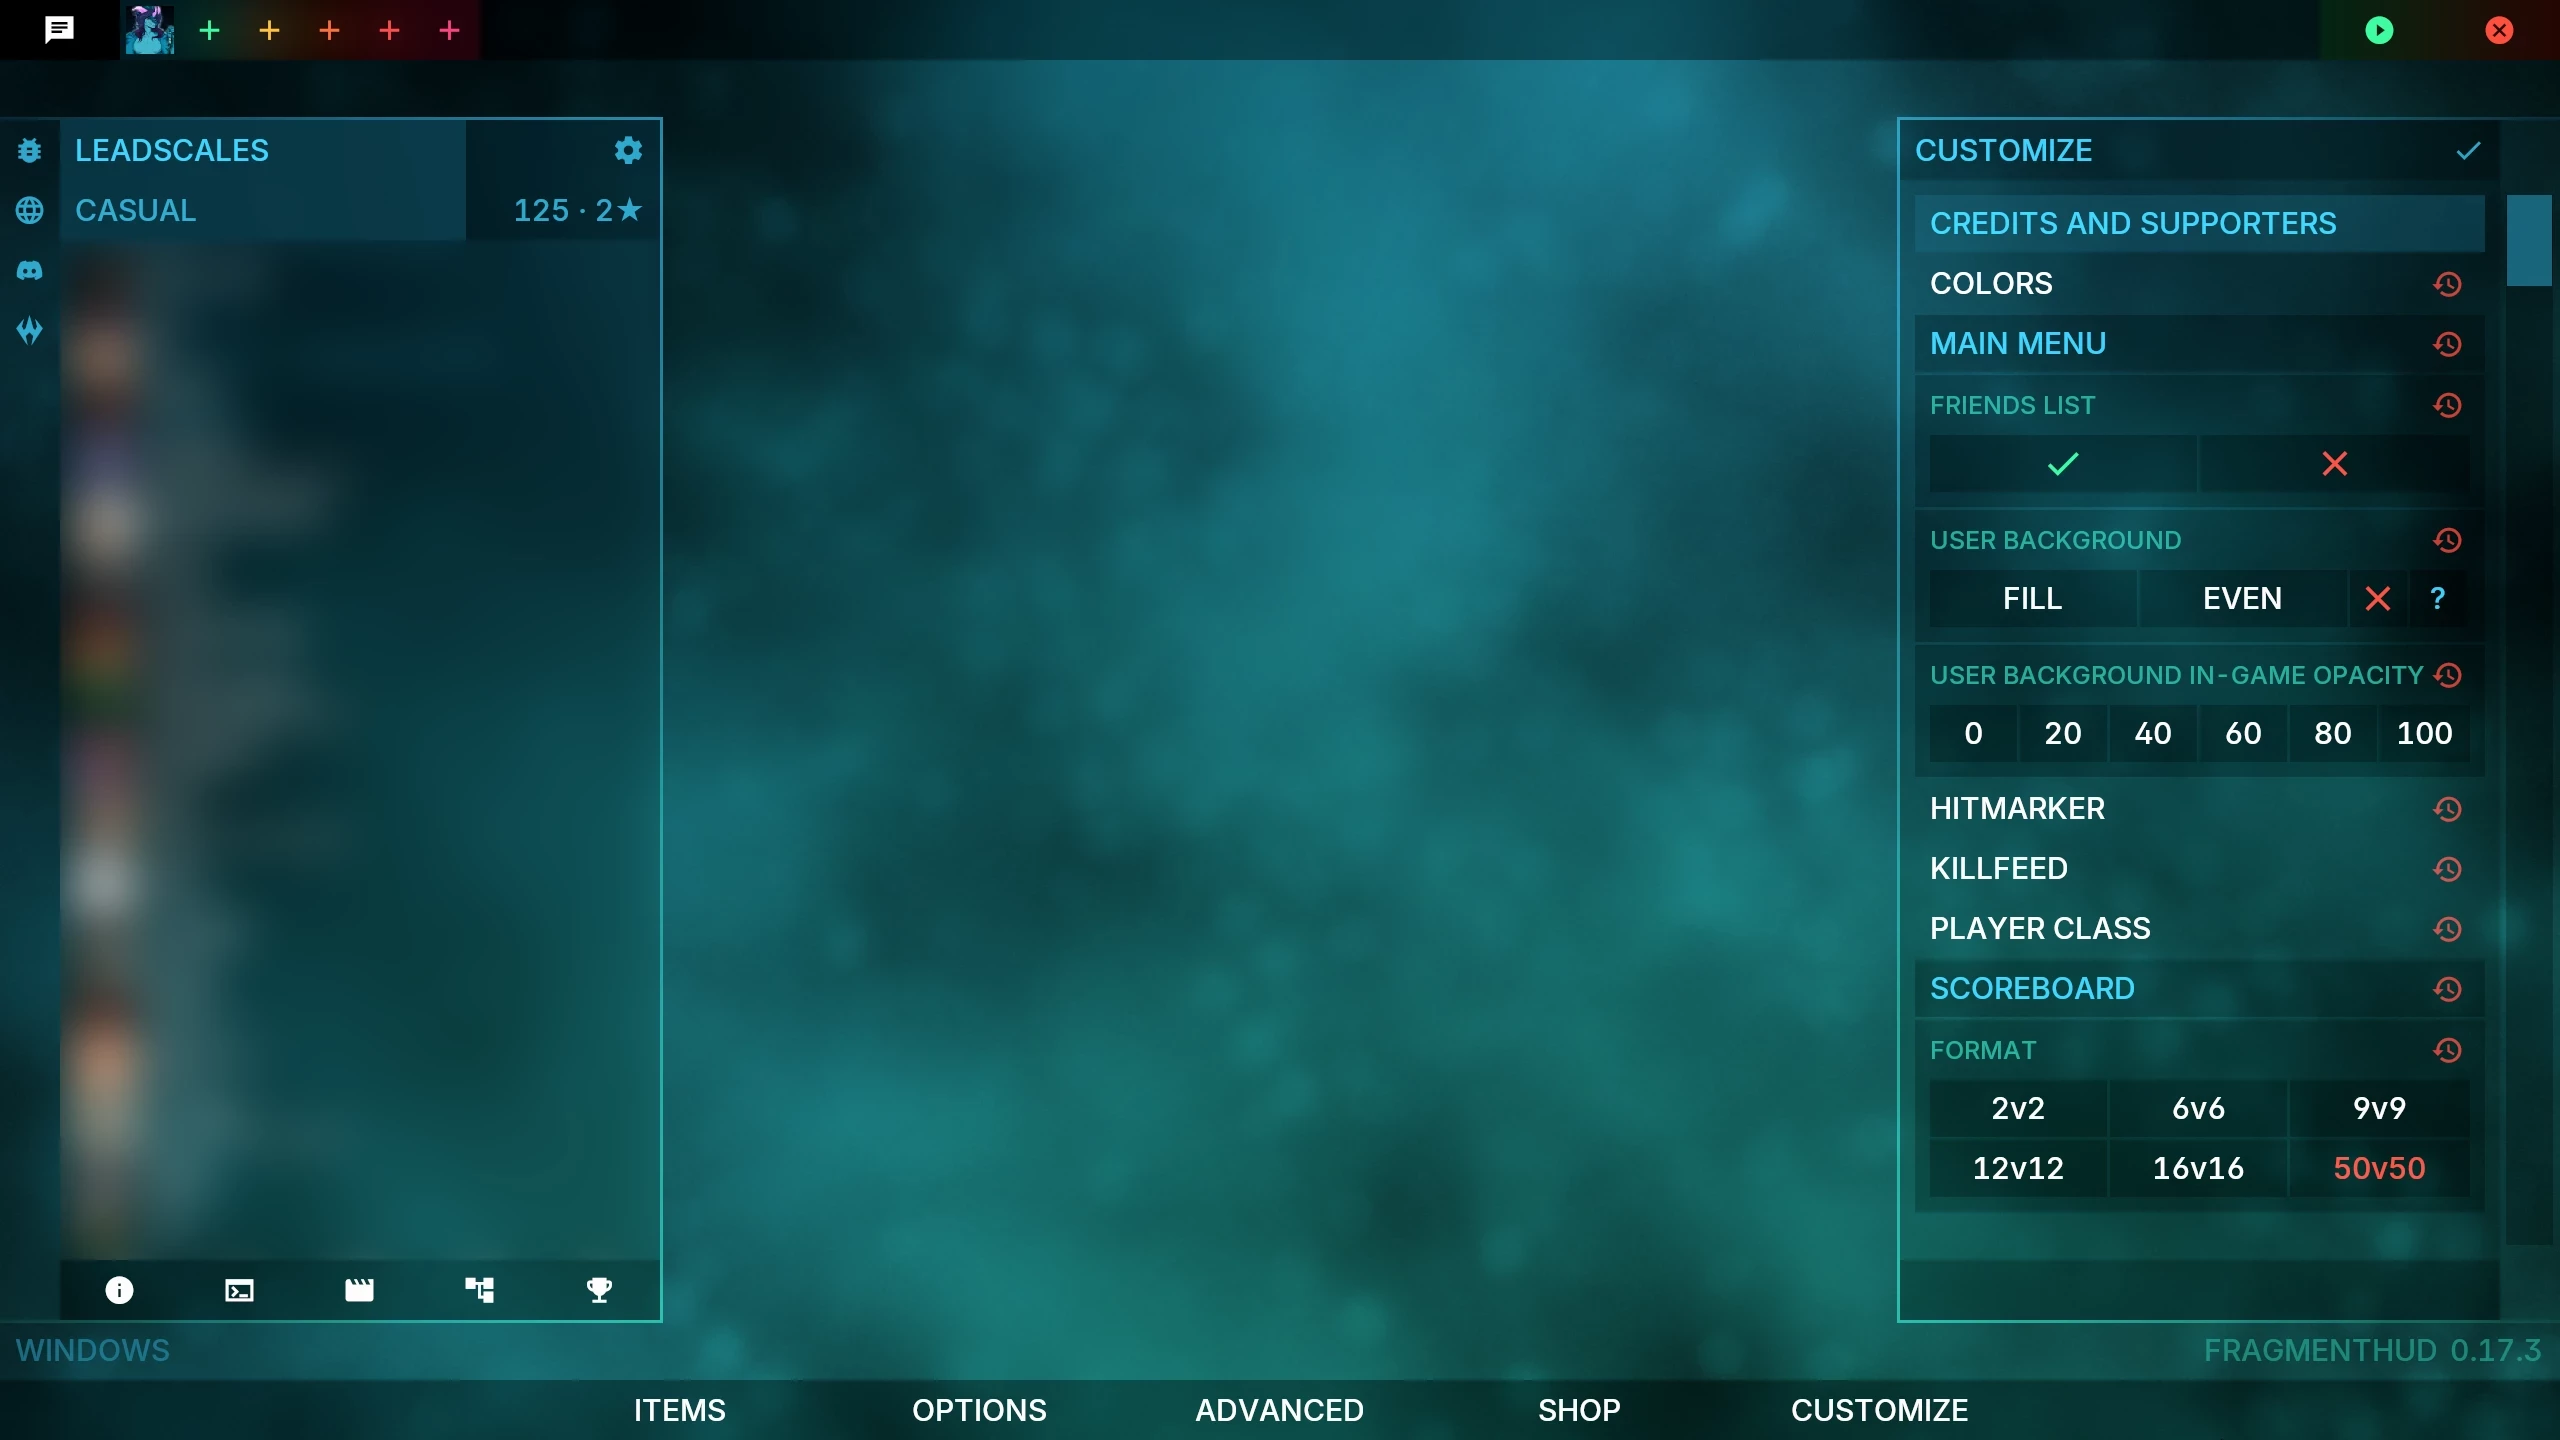 LEADSCALES
CASUAL
125 · 2★
CUSTOMIZE
CREDITS AND SUPPORTERS
COLORS
MAIN MENU
FRIENDS LIST
USER BACKGROUND
FILL EVEN ?
USER BACKGROUND IN-GAME OPACITY
0 20 40 60 80 100
HITMARKER
KILLFEED
PLAYER CLASS
SCOREBOARD
FORMAT
2v2 6v6 9v9
12v12 16v16 50v50
WINDOWS
FRAGMENTHUD 0.17.3
ITEMS OPTIONS ADVANCED SHOP CUSTOMIZE